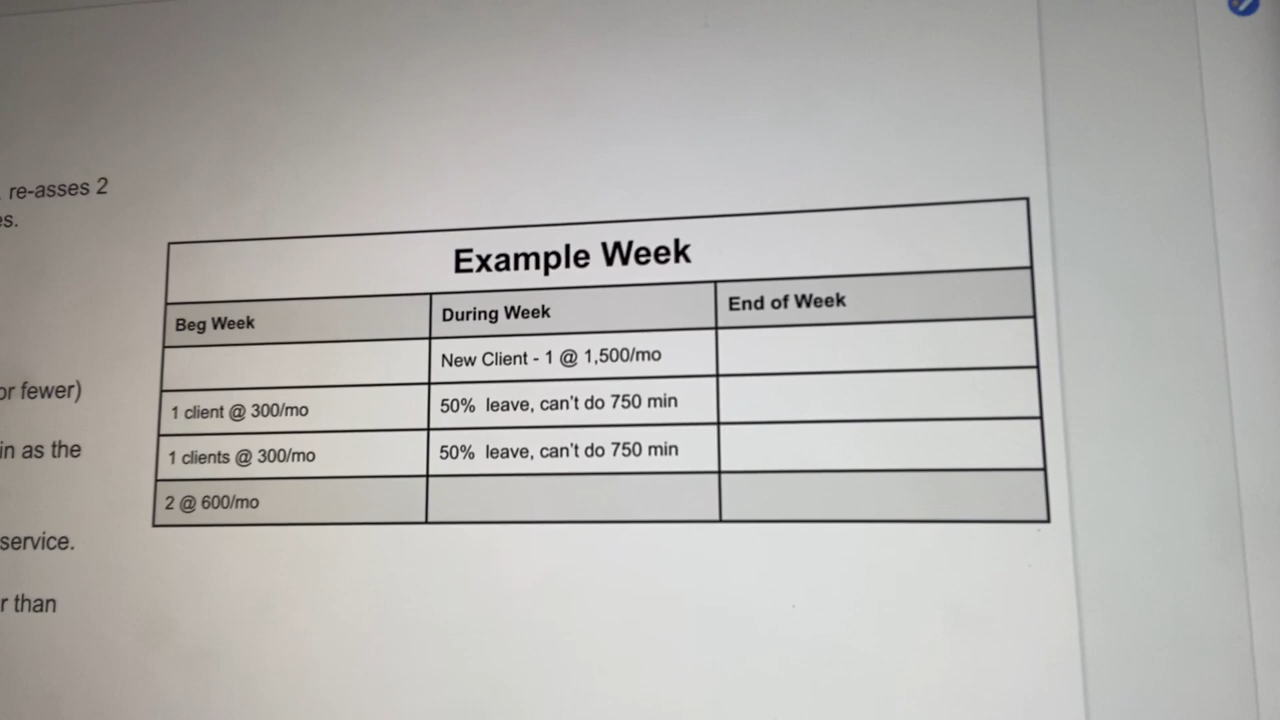 re-asses 2
es.
or fewer)
in as the
service.
r than
Example Week
Beg Week During Week End of Week
New Client - 1 @ 1,500/mo
1 client @ 300/mo 50% leave, can't do 750 min
1 clients @ 300/mo 50% leave, can't do 750 min
2 @ 600/mo